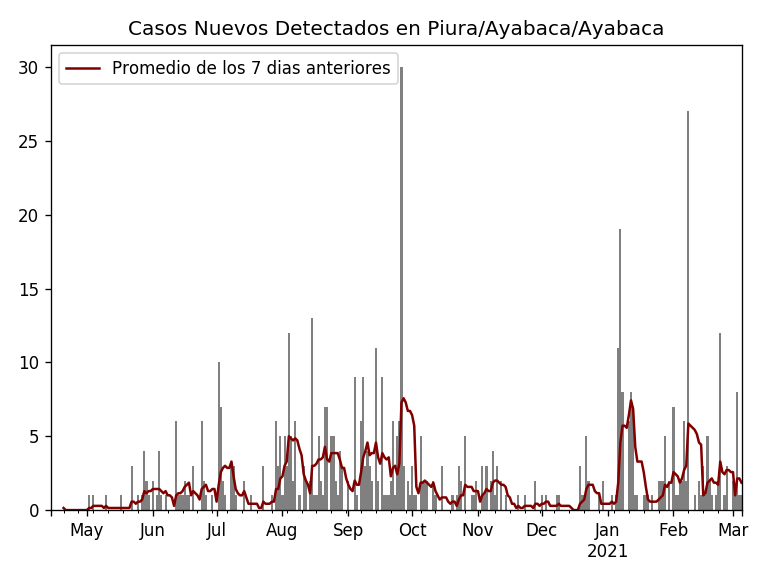 Casos Nuevos Detectados en Piura/Ayabaca/Ayabaca
Promedio de los 7 dias anteriores
30
25
20
15
10
5
0
May Jun Jul Aug Sep Oct Nov Dec Jan Feb Mar
2021